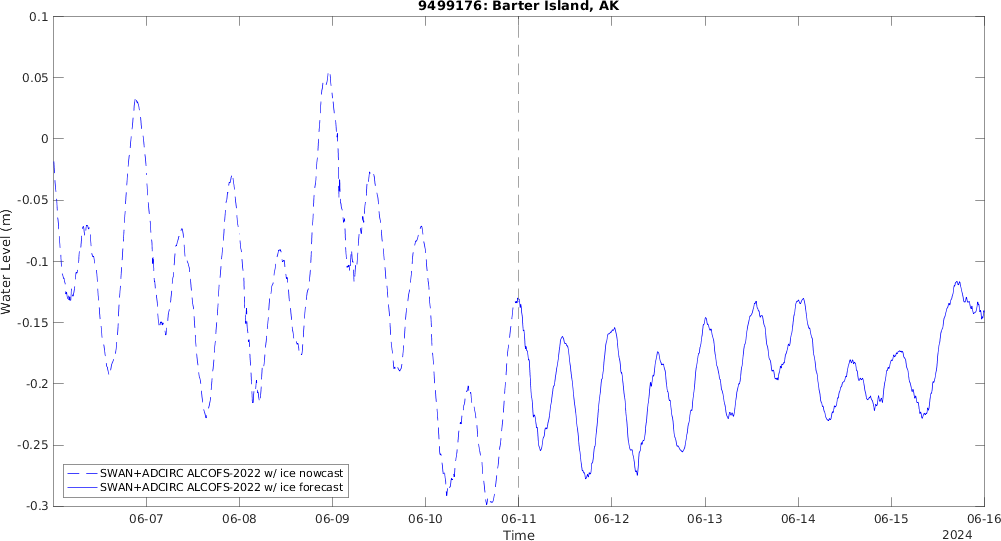 9499176: Barter Island, AK
0.1
0.05
0
-0.05
-0.1
-0.15
-0.2
-0.25
-0.3
Water Level (m)
SWAN+ADCIRC ALCOFS-2022 w/ ice nowcast
SWAN+ADCIRC ALCOFS-2022 w/ ice forecast
06-07 06-08 06-09 06-10 06-11 06-12 06-13 06-14 06-15 06-16
Time
2024